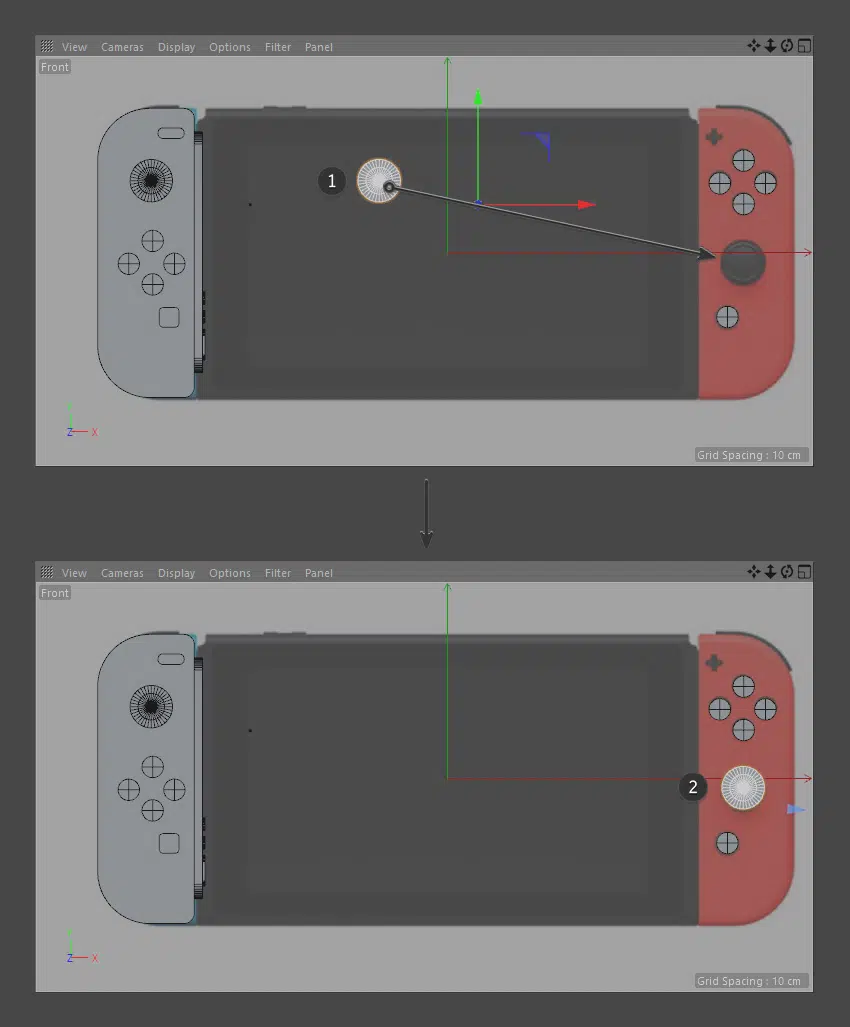 View Cameras Display Options Filter Panel
Front
1
Y
Z X
Grid Spacing : 10 cm
View Cameras Display Options Filter Panel
Front
2
Y
Z X
Grid Spacing : 10 cm